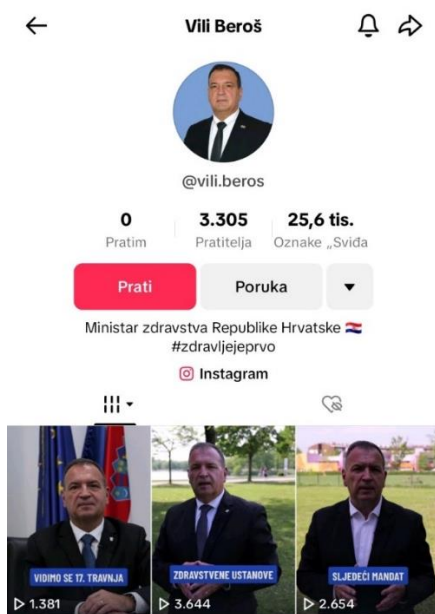 Vili Beroš
@vili.beros
0 3.305 25,6 tis.
Pratim Pratitelja Oznake „Sviđa
Prati Poruka
Ministar zdravstva Republike Hrvatske 🇭🇷
#zdravljejeprvo
Instagram
VIDIMO SE 17. TRAVNJA ZDRAVSTVENE USTANOVE SLJEDEĆI MANDAT
1.381 3.644 2.654